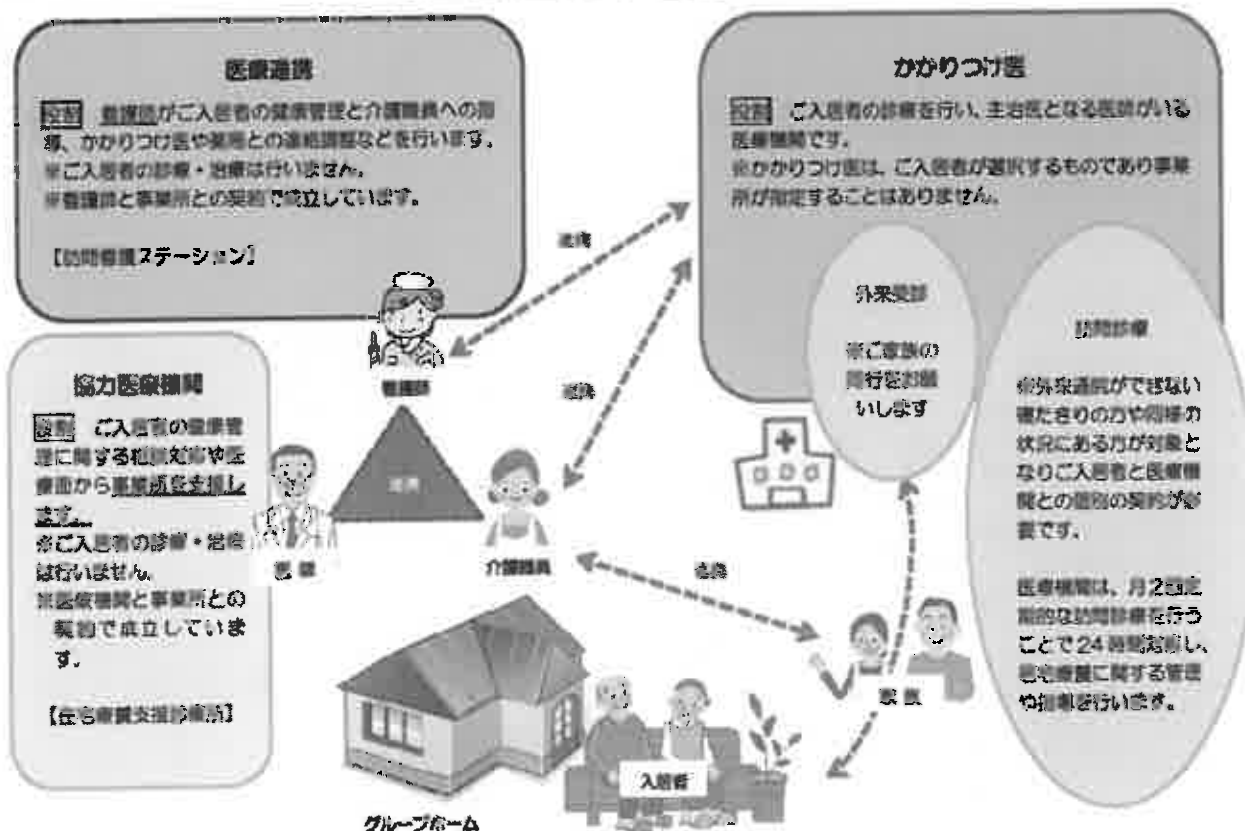 医療連携
役割 看護師がご入居者の健康管理と介護職員への指
導、かかりつけ医や薬局との連絡調整などを行います。
※ご入居者の診療・治療は行いません。
※看護師と事業所との契約で成立しています。
【訪問看護ステーション】
かかりつけ医
役割 ご入居者の診療を行い、主治医となる医師がいる
医療機関です。
※かかりつけ医は、ご入居者が選択するものであり事業
所が指定することはありません。
外来受診
※ご家族の
同行をお願
いします
訪問診療
※外来通院ができない
寝たきりの方や同様の
状況にある方が対象と
なりご入居者と医療機
関との個別の契約が必
要です。
医療機関は、月2回定
期的な訪問診療を行う
ことで24時間対応し、
居宅療養に関する管理
や指導を行います。
協力医療機関
役割 ご入居者の健康管
理に関する相談対応や医
療面から事業所を支援し
ます。
※ご入居者の診療・治療
は行いません。
※医療機関と事業所との
契約で成立していま
す。
【在宅療養支援診療所】
看護師
連携
医師
介護職員
連携
連携
連携
家族
入居者
グループホーム